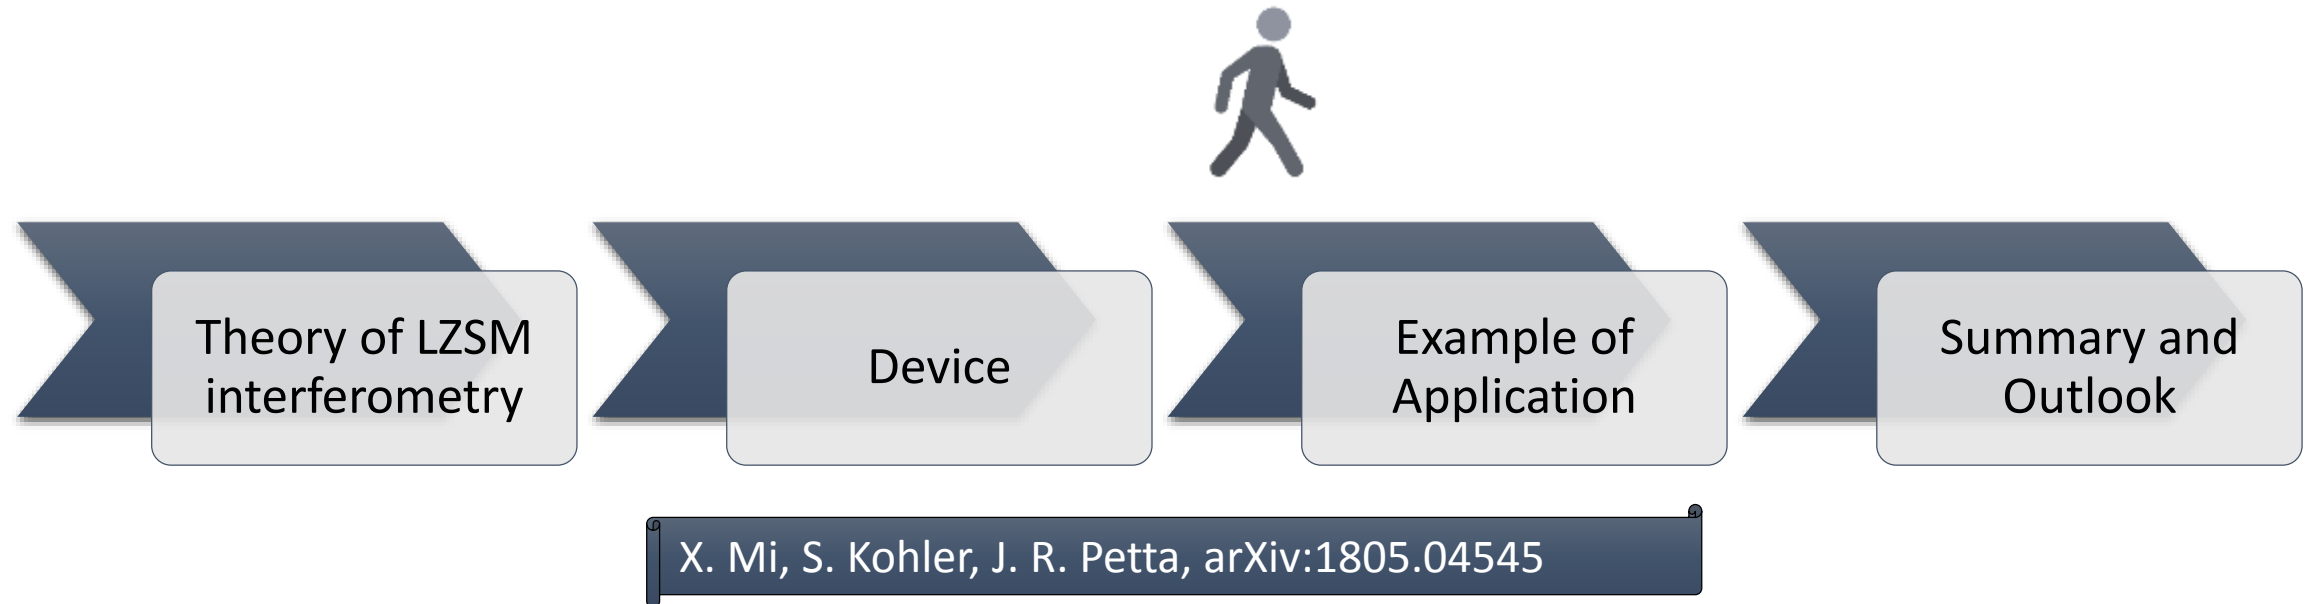 Theory of LZSM
interferometry
Device
Example of
Application
Summary and
Outlook
X. Mi, S. Kohler, J. R. Petta, arXiv:1805.04545